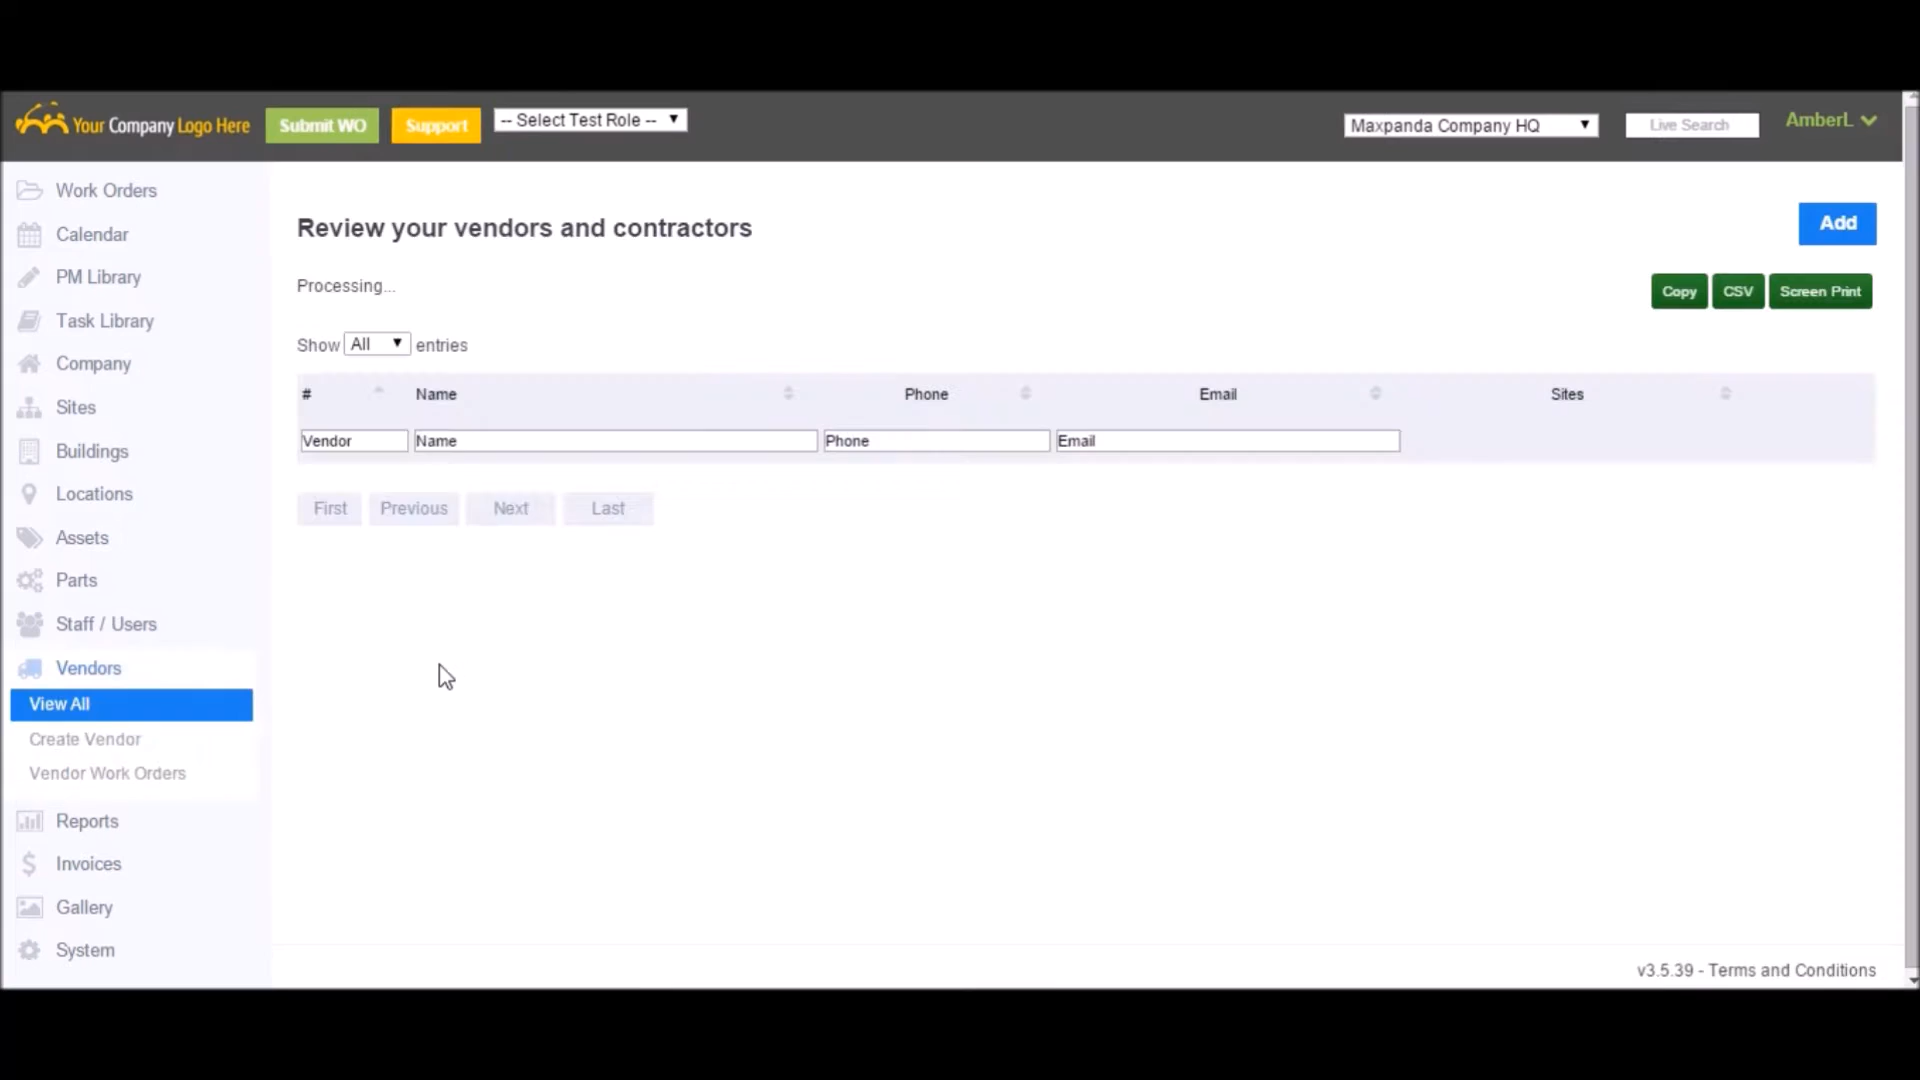 Your Company Logo Here
Submit WO
Support
-- Select Test Role --
Maxpanda Company HQ
Live Search
AmberL
Work Orders
Calendar
PM Library
Task Library
Company
Sites
Buildings
Locations
Assets
Parts
Staff / Users
Vendors
View All
Create Vendor
Vendor Work Orders
Reports
Invoices
Gallery
System
Review your vendors and contractors
Add
Processing...
Copy CSV Screen Print
Show All entries
# Name Phone Email Sites
Vendor Name Phone Email
First Previous Next Last
v3.5.39 - Terms and Conditions